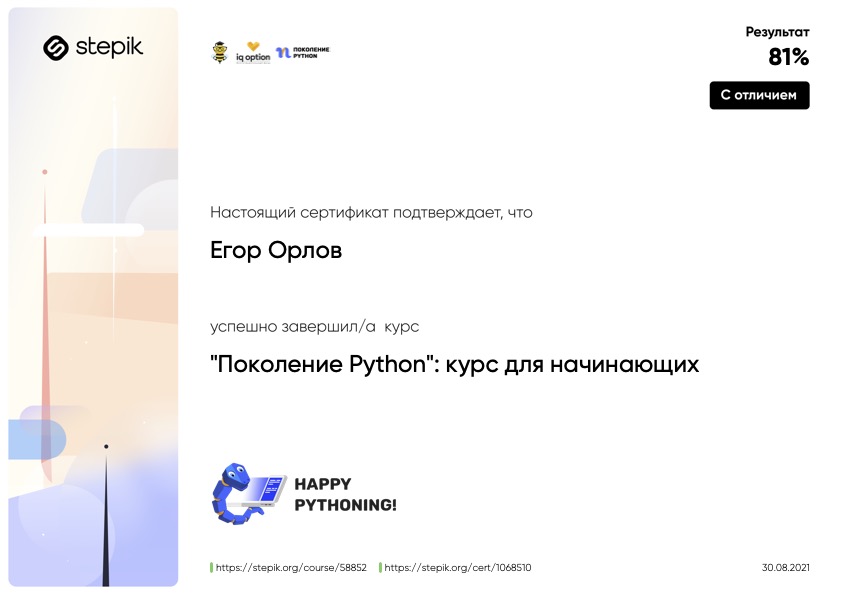 stepik
iq option
ПОКОЛЕНИЕ
PYTHON
Результат
81%
С отличием
Настоящий сертификат подтверждает, что
Егор Орлов
успешно завершил/а курс
"Поколение Python": курс для начинающих
HAPPY
PYTHONING!
https://stepik.org/course/58852 https://stepik.org/cert/1068510
30.08.2021